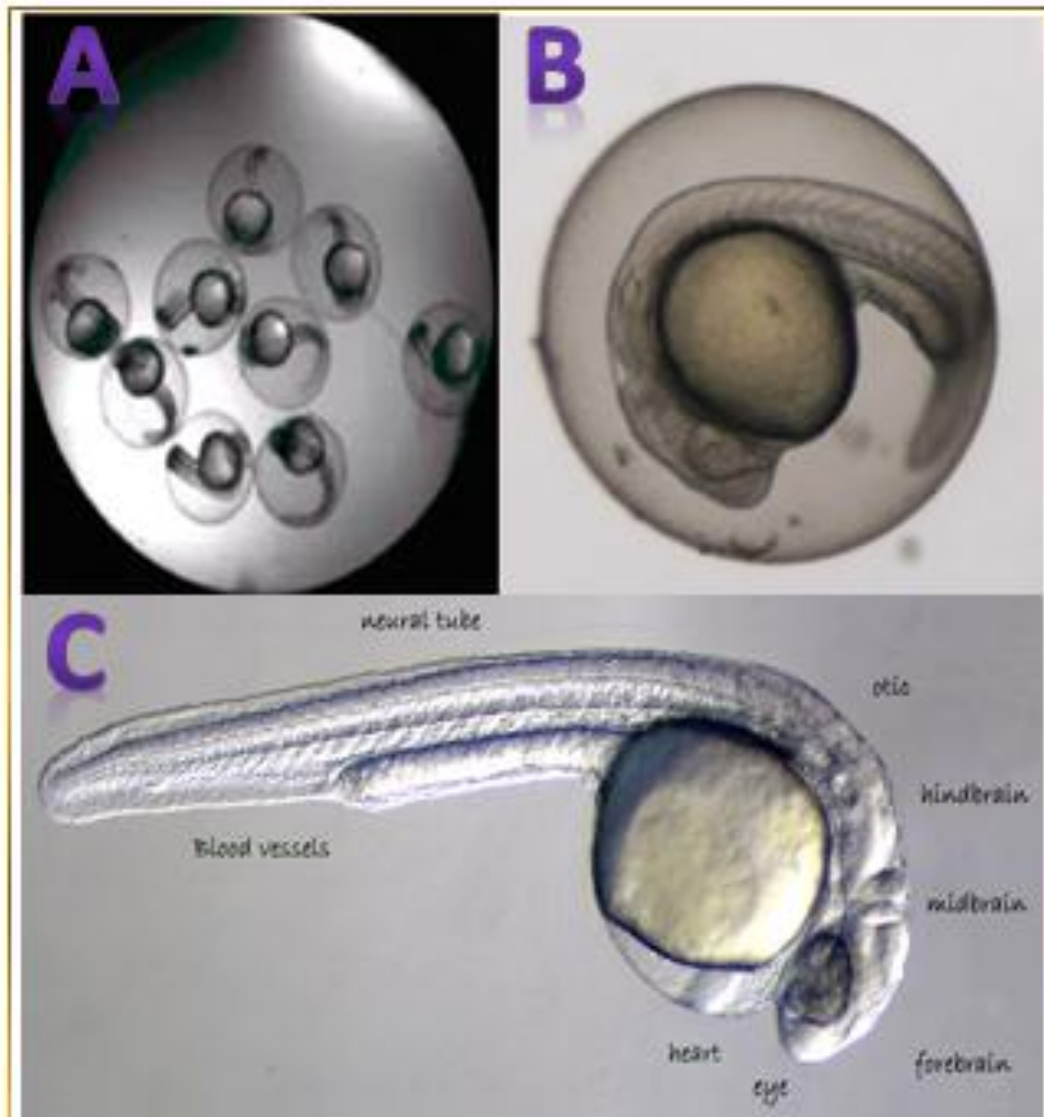 A
B
C
neural tube
otic
hindbrain
Blood vessels
midbrain
heart
eye
forebrain